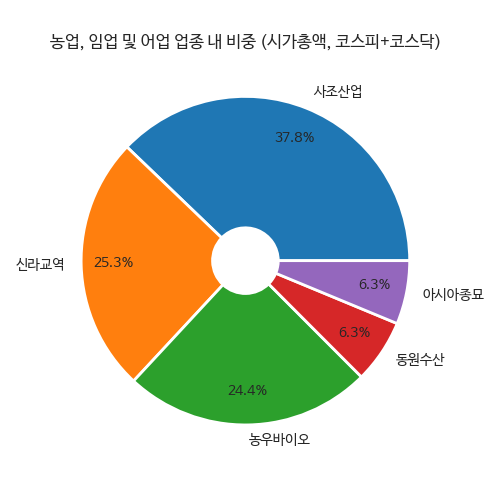 농업, 임업 및 어업 업종 내 비중 (시가총액, 코스피+코스닥)
사조산업
37.8%
신라교역
25.3%
농우바이오
24.4%
동원수산
6.3%
아시아종묘
6.3%